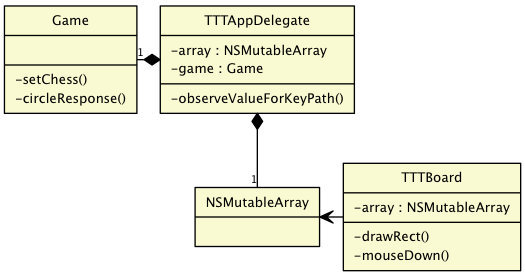 Game
-setChess()
-circleResponse()
1
TTTAppDelegate
-array : NSMutableArray
-game : Game
-observeValueForKeyPath()
1
NSMutableArray
TTTBoard
-array : NSMutableArray
-drawRect()
-mouseDown()